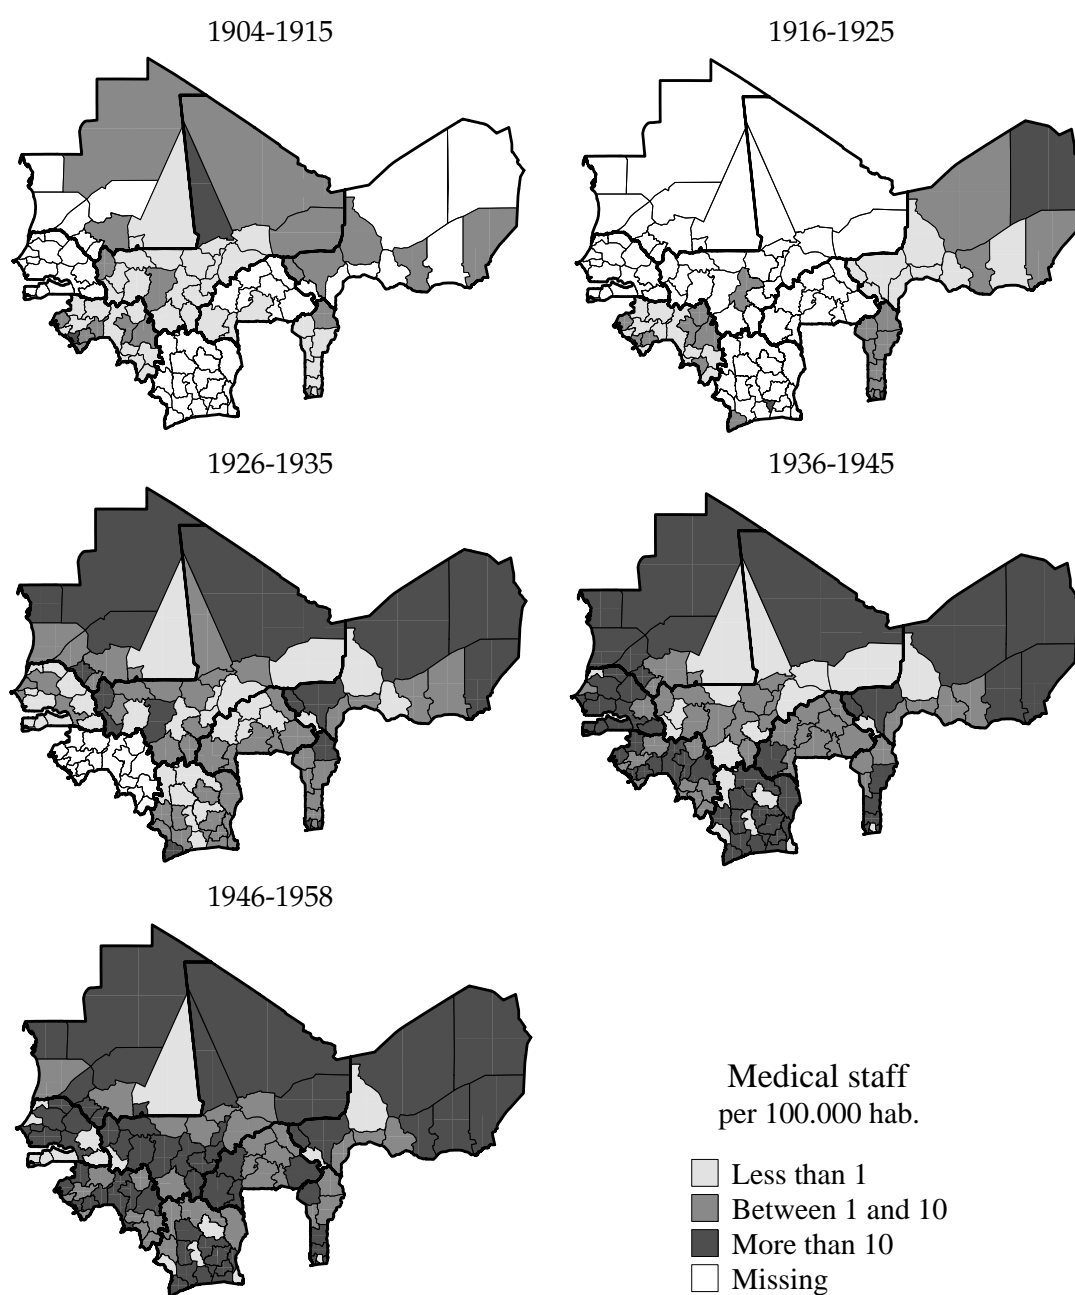 1904-1915
1916-1925
1926-1935
1936-1945
1946-1958
Medical staff
per 100.000 hab.
Less than 1
Between 1 and 10
More than 10
Missing